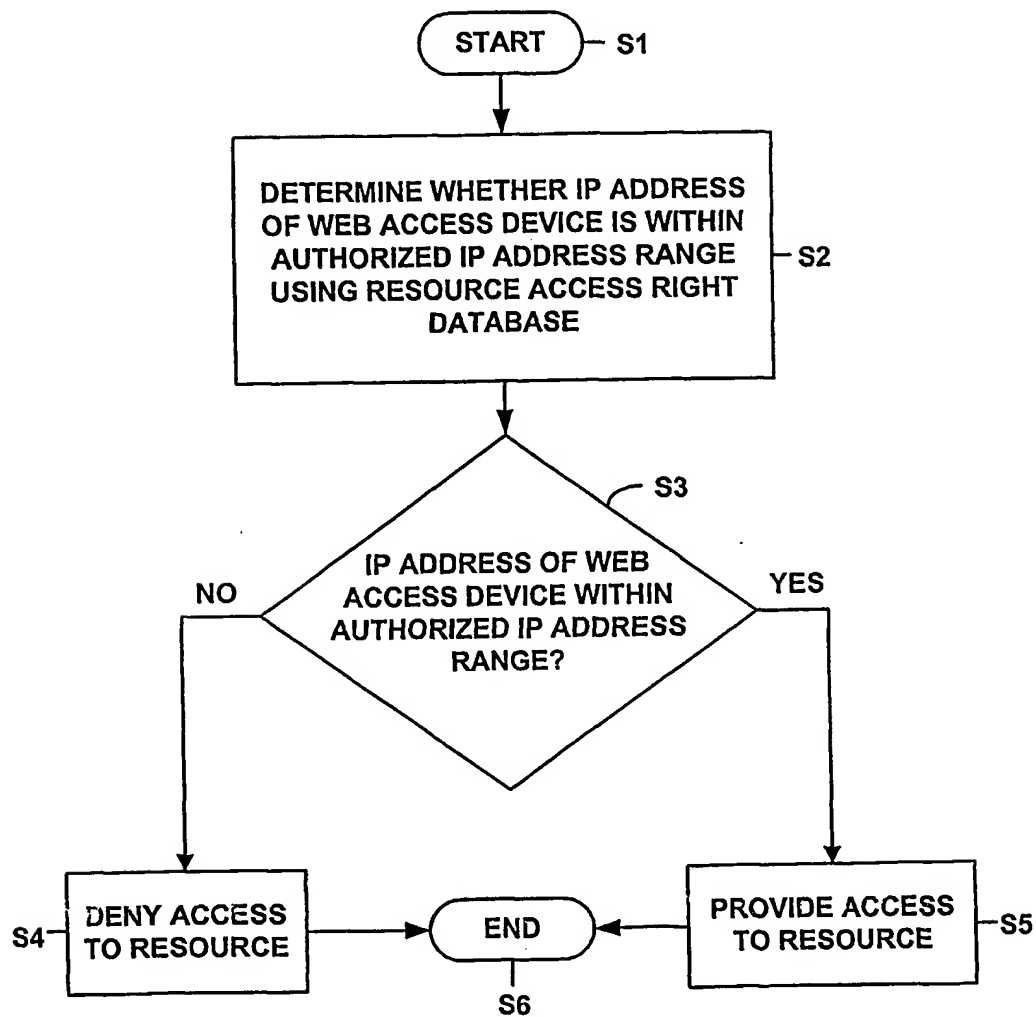 START
S1
DETERMINE WHETHER IP ADDRESS
OF WEB ACCESS DEVICE IS WITHIN
AUTHORIZED IP ADDRESS RANGE
USING RESOURCE ACCESS RIGHT
DATABASE
S2
S3
IP ADDRESS OF WEB
ACCESS DEVICE WITHIN
AUTHORIZED IP ADDRESS
RANGE?
NO
YES
S4
DENY ACCESS
TO RESOURCE
END
S6
PROVIDE ACCESS
TO RESOURCE
S5